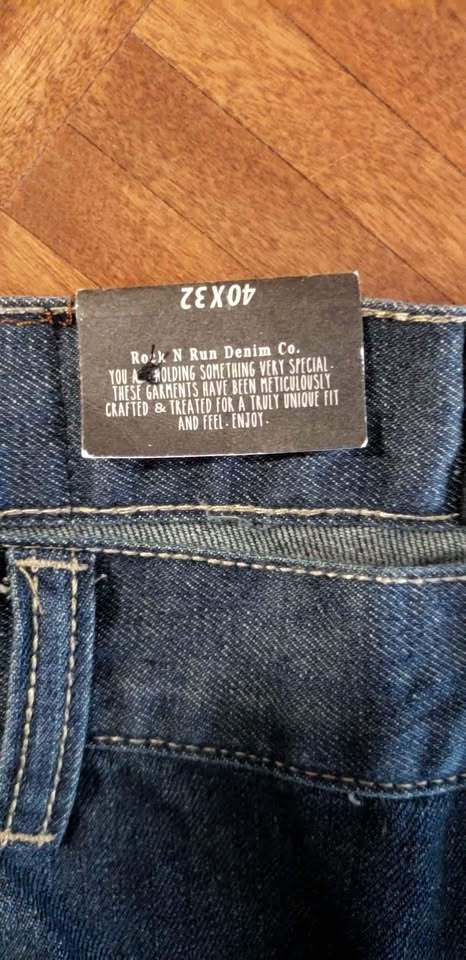 40X32
Rock N Run Denim Co.
YOU HOLDING SOMETHING VERY SPECIAL.
THESE GARMENTS HAVE BEEN METICULOUSLY
CRAFTED & TREATED FOR A TRULY UNIQUE FIT
AND FEEL. ENJOY.